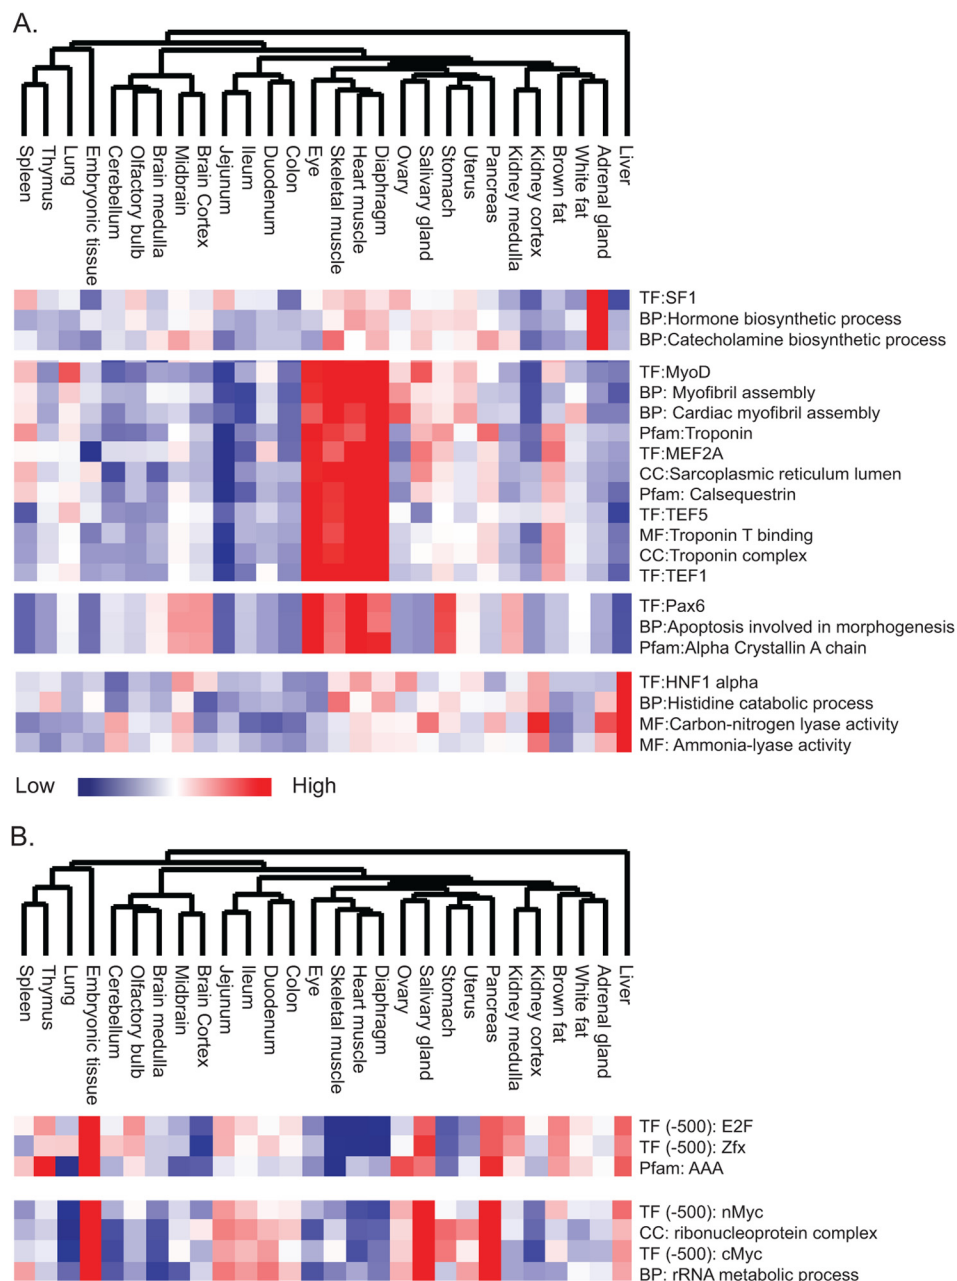 A.
Spleen
Thymus
Lung
Embryonic tissue
Cerebellum
Olfactory bulb
Brain medulla
Midbrain
Brain Cortex
Jejunum
Ileum
Duodenum
Colon
Eye
Skeletal muscle
Heart muscle
Diaphragm
Ovary
Salivary gland
Stomach
Uterus
Pancreas
Kidney medulla
Kidney cortex
Brown fat
White fat
Adrenal gland
Liver
TF:SF1
BP:Hormone biosynthetic process
BP:Catecholamine biosynthetic process
TF:MyoD
BP: Myofibril assembly
BP: Cardiac myofibril assembly
Pfam:Troponin
TF:MEF2A
CC:Sarcoplasmic reticulum lumen
Pfam: Calsequestrin
TF:TEF5
MF:Troponin T binding
CC:Troponin complex
TF:TEF1
TF:Pax6
BP:Apoptosis involved in morphogenesis
Pfam:Alpha Crystallin A chain
TF:HNF1 alpha
BP:Histidine catabolic process
MF:Carbon-nitrogen lyase activity
MF: Ammonia-lyase activity
Low High
B.
Spleen
Thymus
Lung
Embryonic tissue
Cerebellum
Olfactory bulb
Brain medulla
Midbrain
Brain Cortex
Jejunum
Ileum
Duodenum
Colon
Eye
Skeletal muscle
Heart muscle
Diaphragm
Ovary
Salivary gland
Stomach
Uterus
Pancreas
Kidney medulla
Kidney cortex
Brown fat
White fat
Adrenal gland
Liver
TF (-500): E2F
TF (-500): Zfx
Pfam: AAA
TF (-500): nMyc
CC: ribonucleoprotein complex
TF (-500): cMyc
BP: rRNA metabolic process